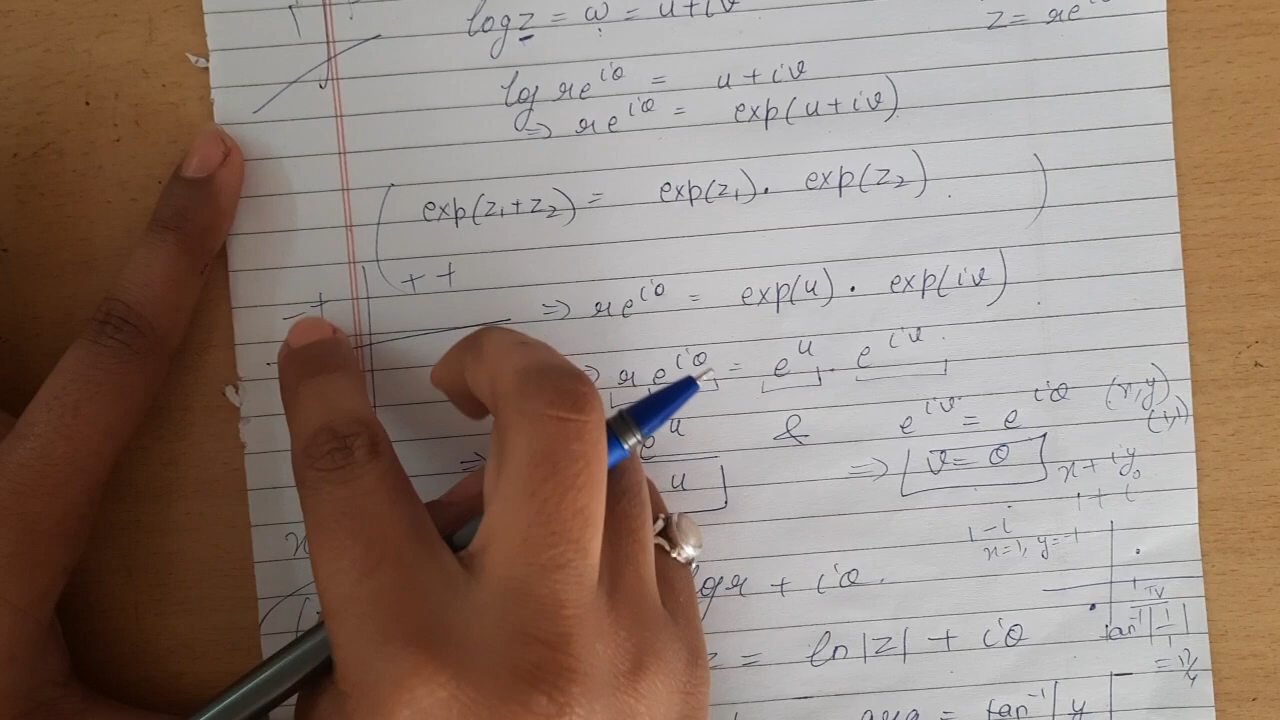 log z = ω = u+iv
z = re
log re^{iθ} = u + iv
⇒ re^{iθ} = exp(u+iv)
( exp(z₁+z₂) = exp(z₁). exp(z₂) )
+ +
- +
⇒ re^{iθ} = exp(u) . exp(iv)
⇒ re^{iθ} = e^u . e^{iv}
e^u & e^{iv} = e^{iθ} (x,y)
⇒ u ⇒ v = θ x + iy
1 + i
1 - i
x=1, y=-1
log r + iθ.
z = ln|z| + iθ
tan⁻¹|1/1|
= π/4
arg = tan⁻¹|y